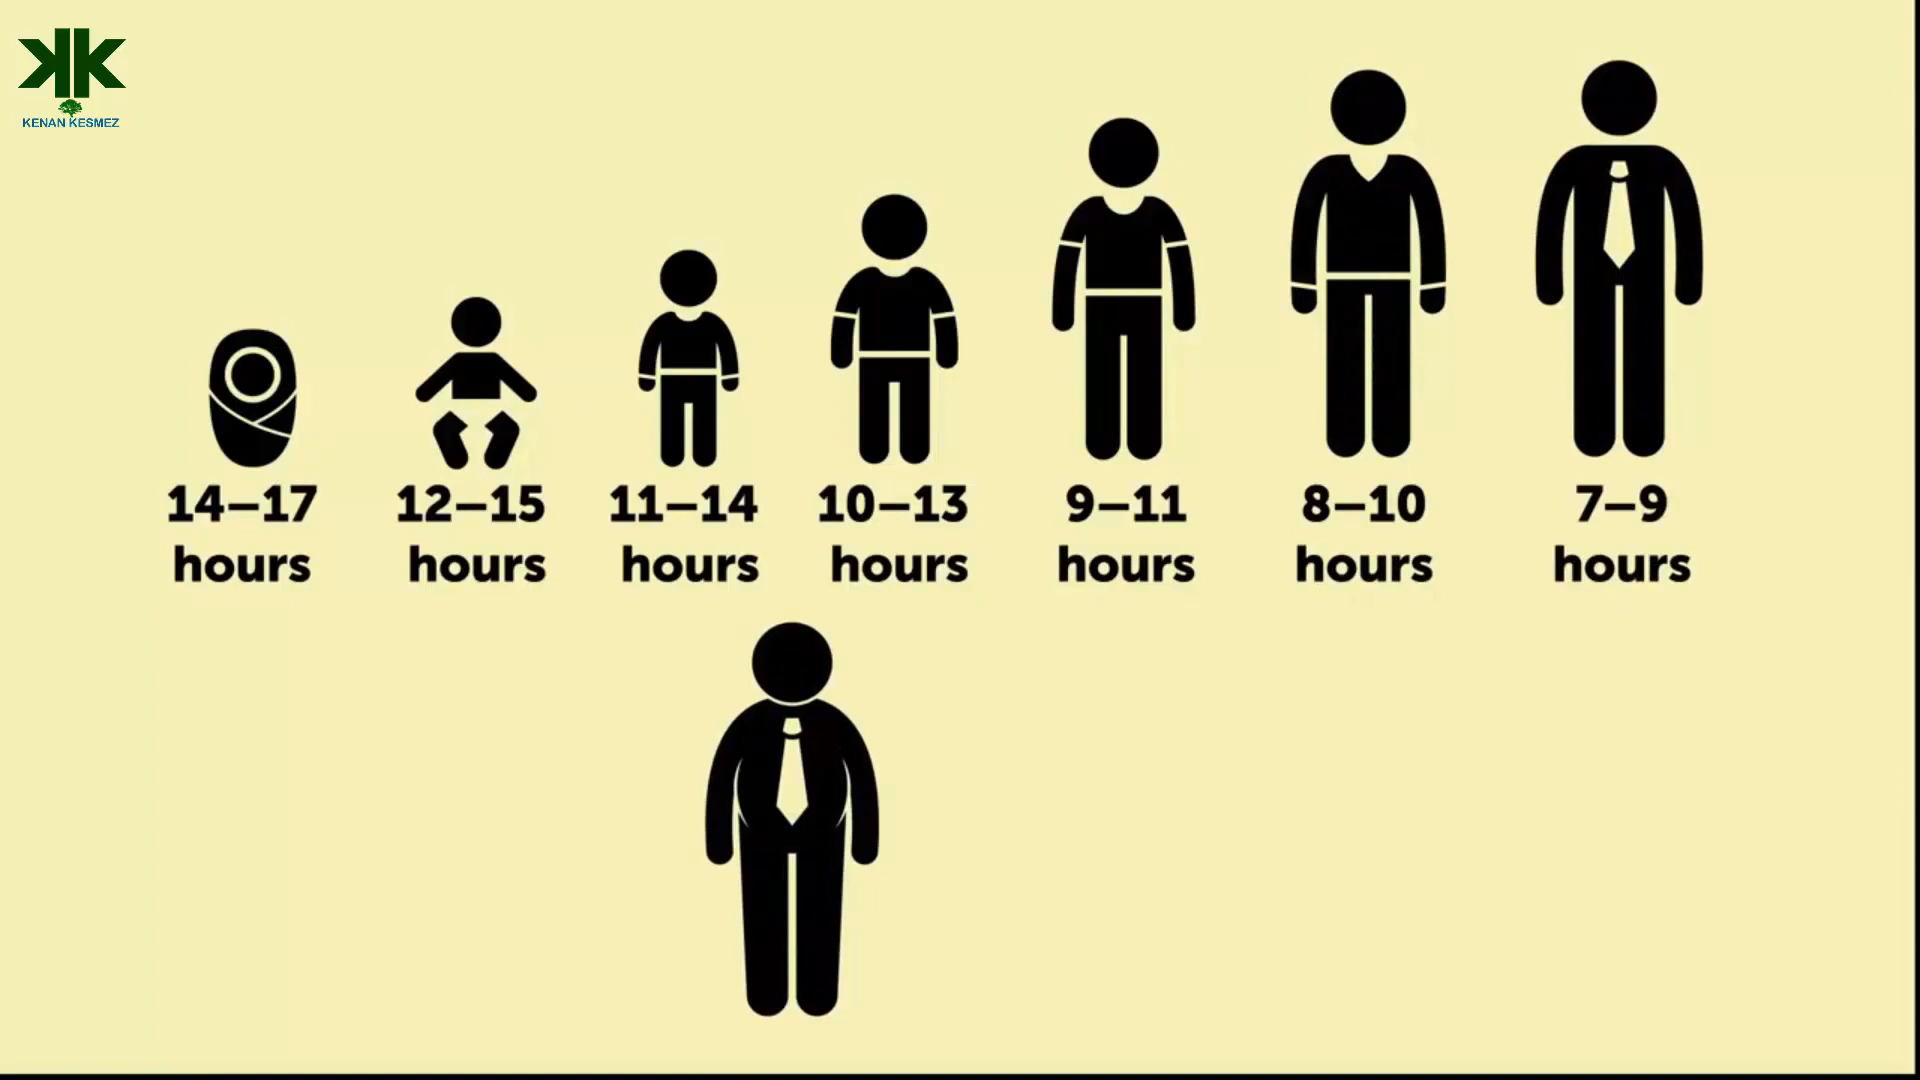 KK
KENAN KESMEZ
14–17 hours
12–15 hours
11–14 hours
10–13 hours
9–11 hours
8–10 hours
7–9 hours